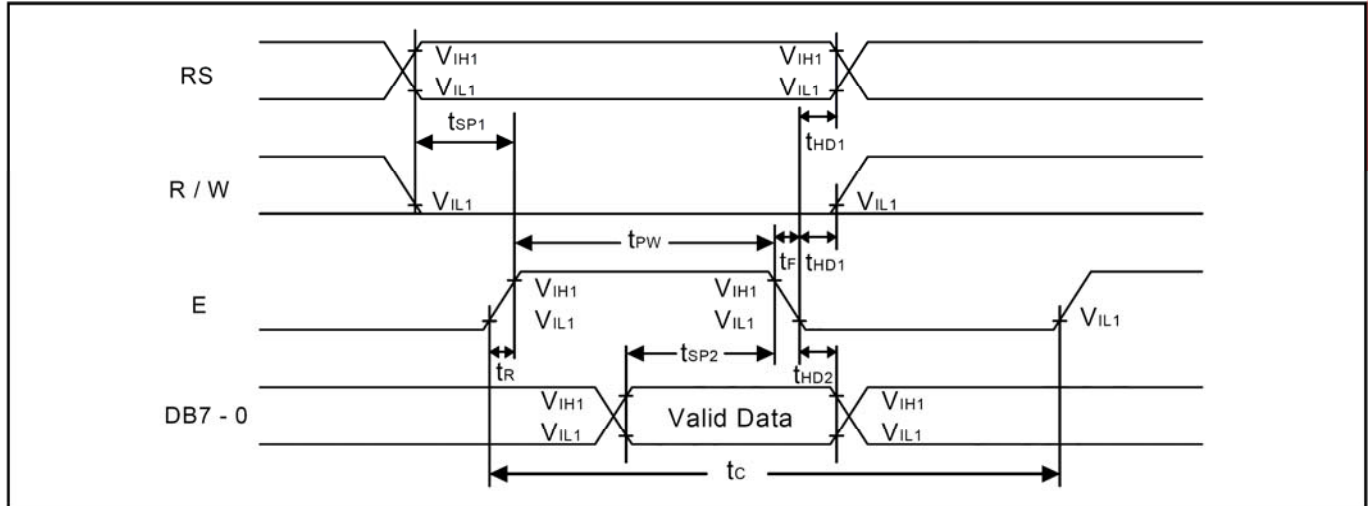 RS VIH1 VIH1
VIL1 VIL1
tSP1 tHD1
R / W VIL1 VIL1
tPW tF tHD1
E VIH1 VIH1
VIL1 VIL1 VIL1
tSP2
tR tHD2
DB7 - 0 VIH1 Valid Data VIH1
VIL1 VIL1
tC